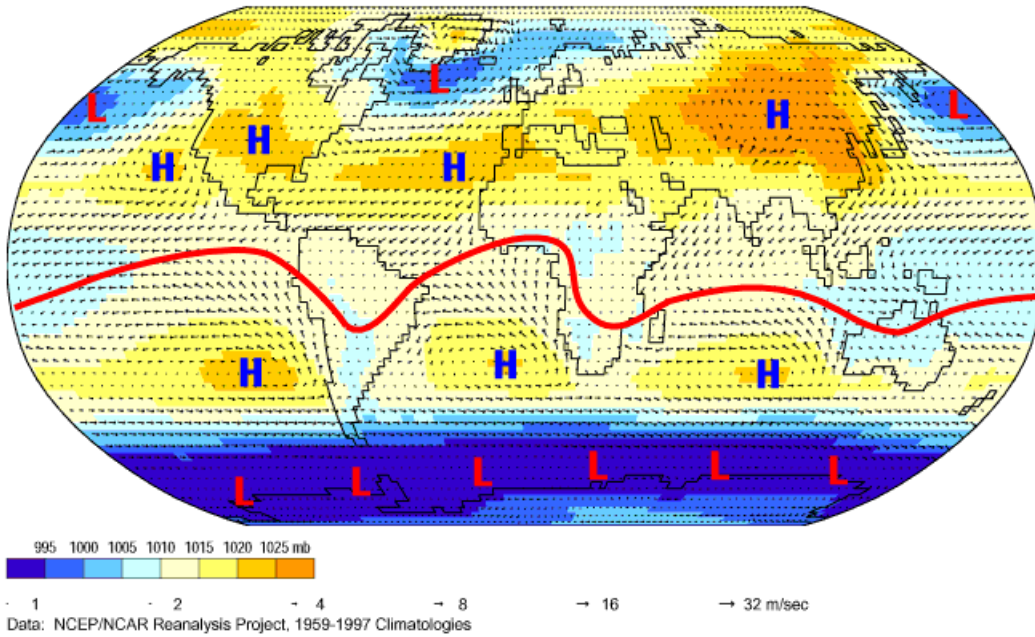 L
L
L
H
H
H
H
H
H
H
L
L
L
L
L
L
995 1000 1005 1010 1015 1020 1025 mb
1 2 4 8 16 32 m/sec
Data: NCEP/NCAR Reanalysis Project, 1959-1997 Climatologies